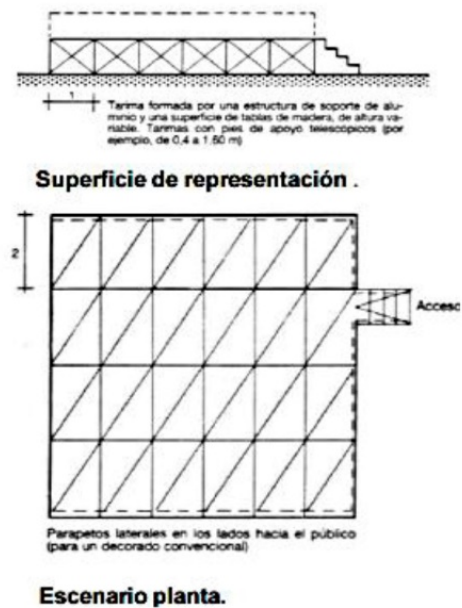 1
Tarima formada por una estructura de soporte de alu-
minio y una superficie de tablas de madera, de altura va-
riable. Tarimas con pies de apoyo telescópicos (por
ejemplo, de 0,4 a 1.60 m)
Superficie de representación .
2
Acceso
Parapetos laterales en los lados hacia el público
(para un decorado convencional)
Escenario planta.